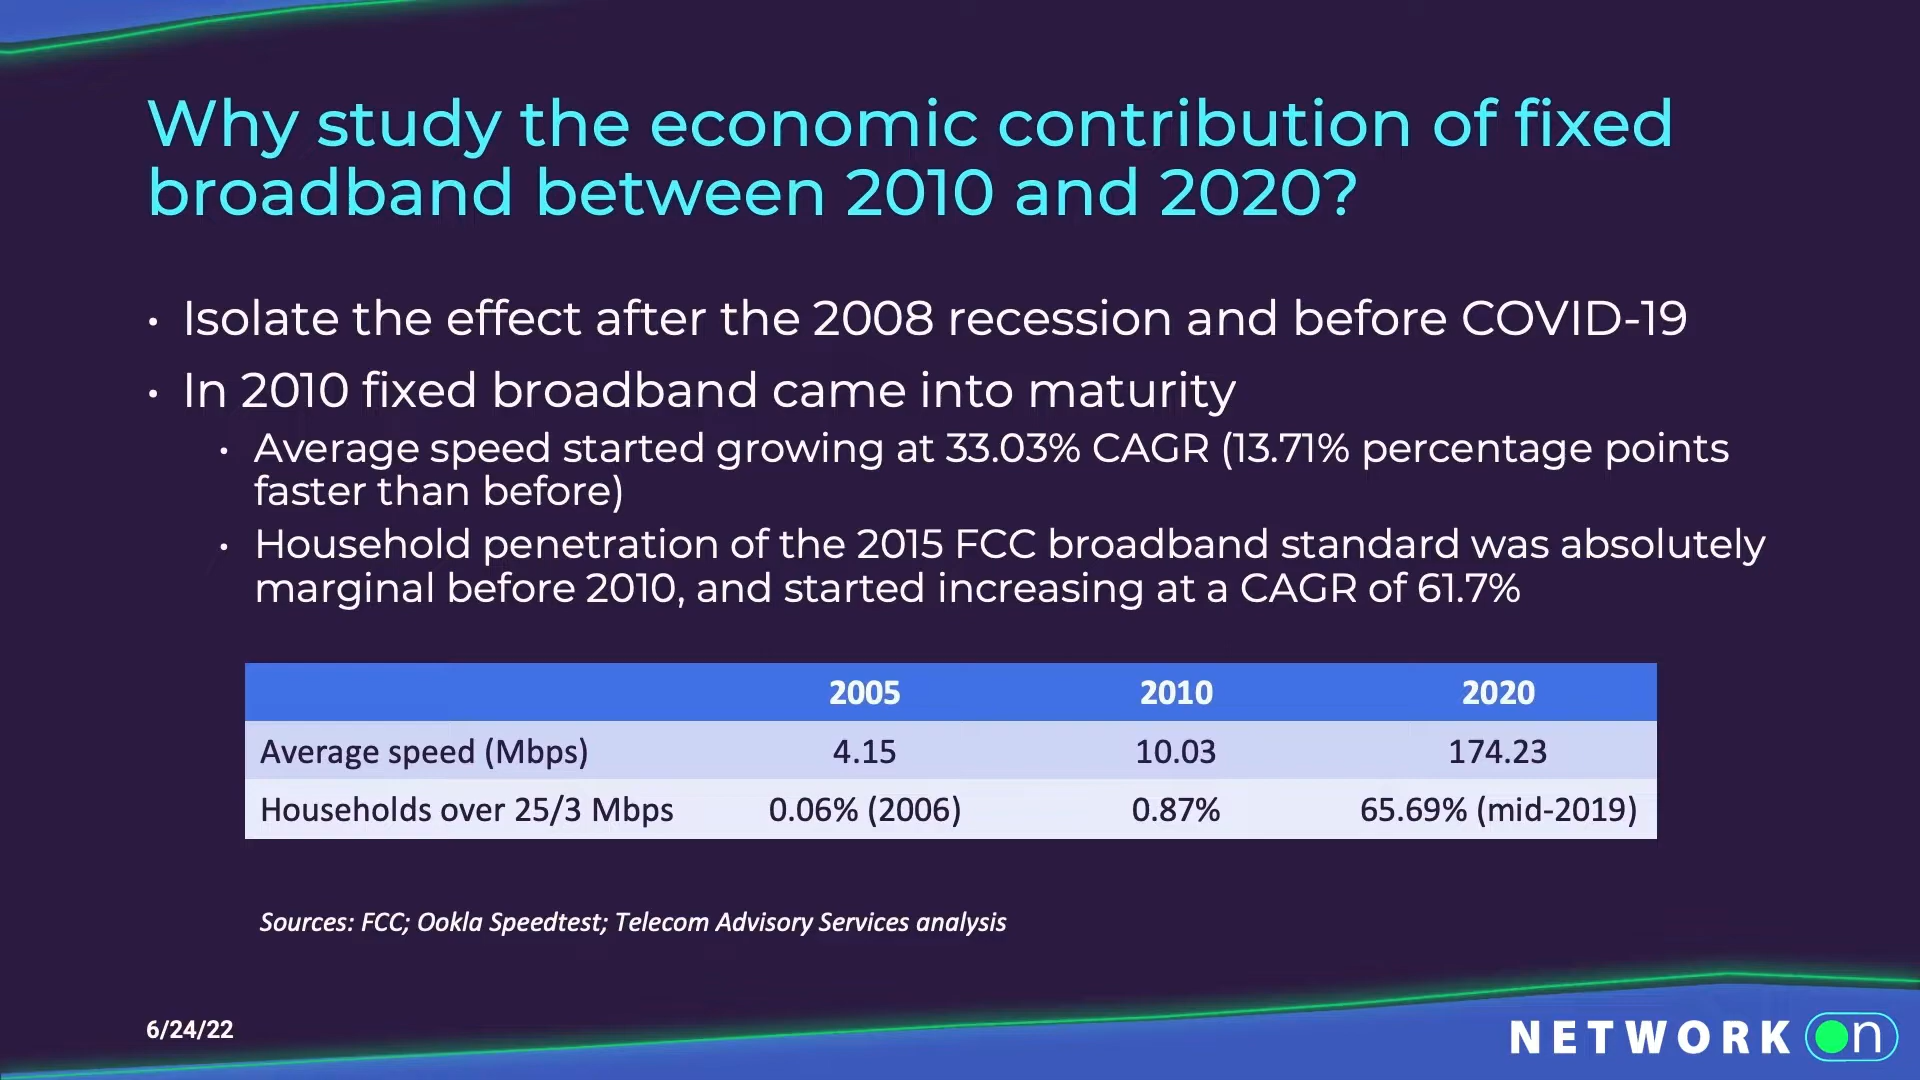 Why study the economic contribution of fixed
broadband between 2010 and 2020?
• Isolate the effect after the 2008 recession and before COVID-19
• In 2010 fixed broadband came into maturity
• Average speed started growing at 33.03% CAGR (13.71% percentage points
faster than before)
• Household penetration of the 2015 FCC broadband standard was absolutely
marginal before 2010, and started increasing at a CAGR of 61.7%
2005 2010 2020
Average speed (Mbps) 4.15 10.03 174.23
Households over 25/3 Mbps 0.06% (2006) 0.87% 65.69% (mid-2019)
Sources: FCC; Ookla Speedtest; Telecom Advisory Services analysis
6/24/22
NETWORK On